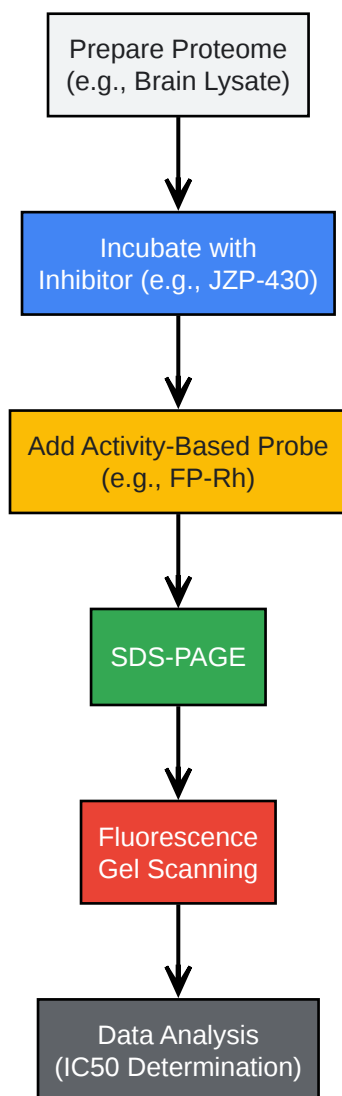 Prepare Proteome
(e.g., Brain Lysate)
Incubate with
Inhibitor (e.g., JZP-430)
Add Activity-Based Probe
(e.g., FP-Rh)
SDS-PAGE
Fluorescence
Gel Scanning
Data Analysis
(IC50 Determination)